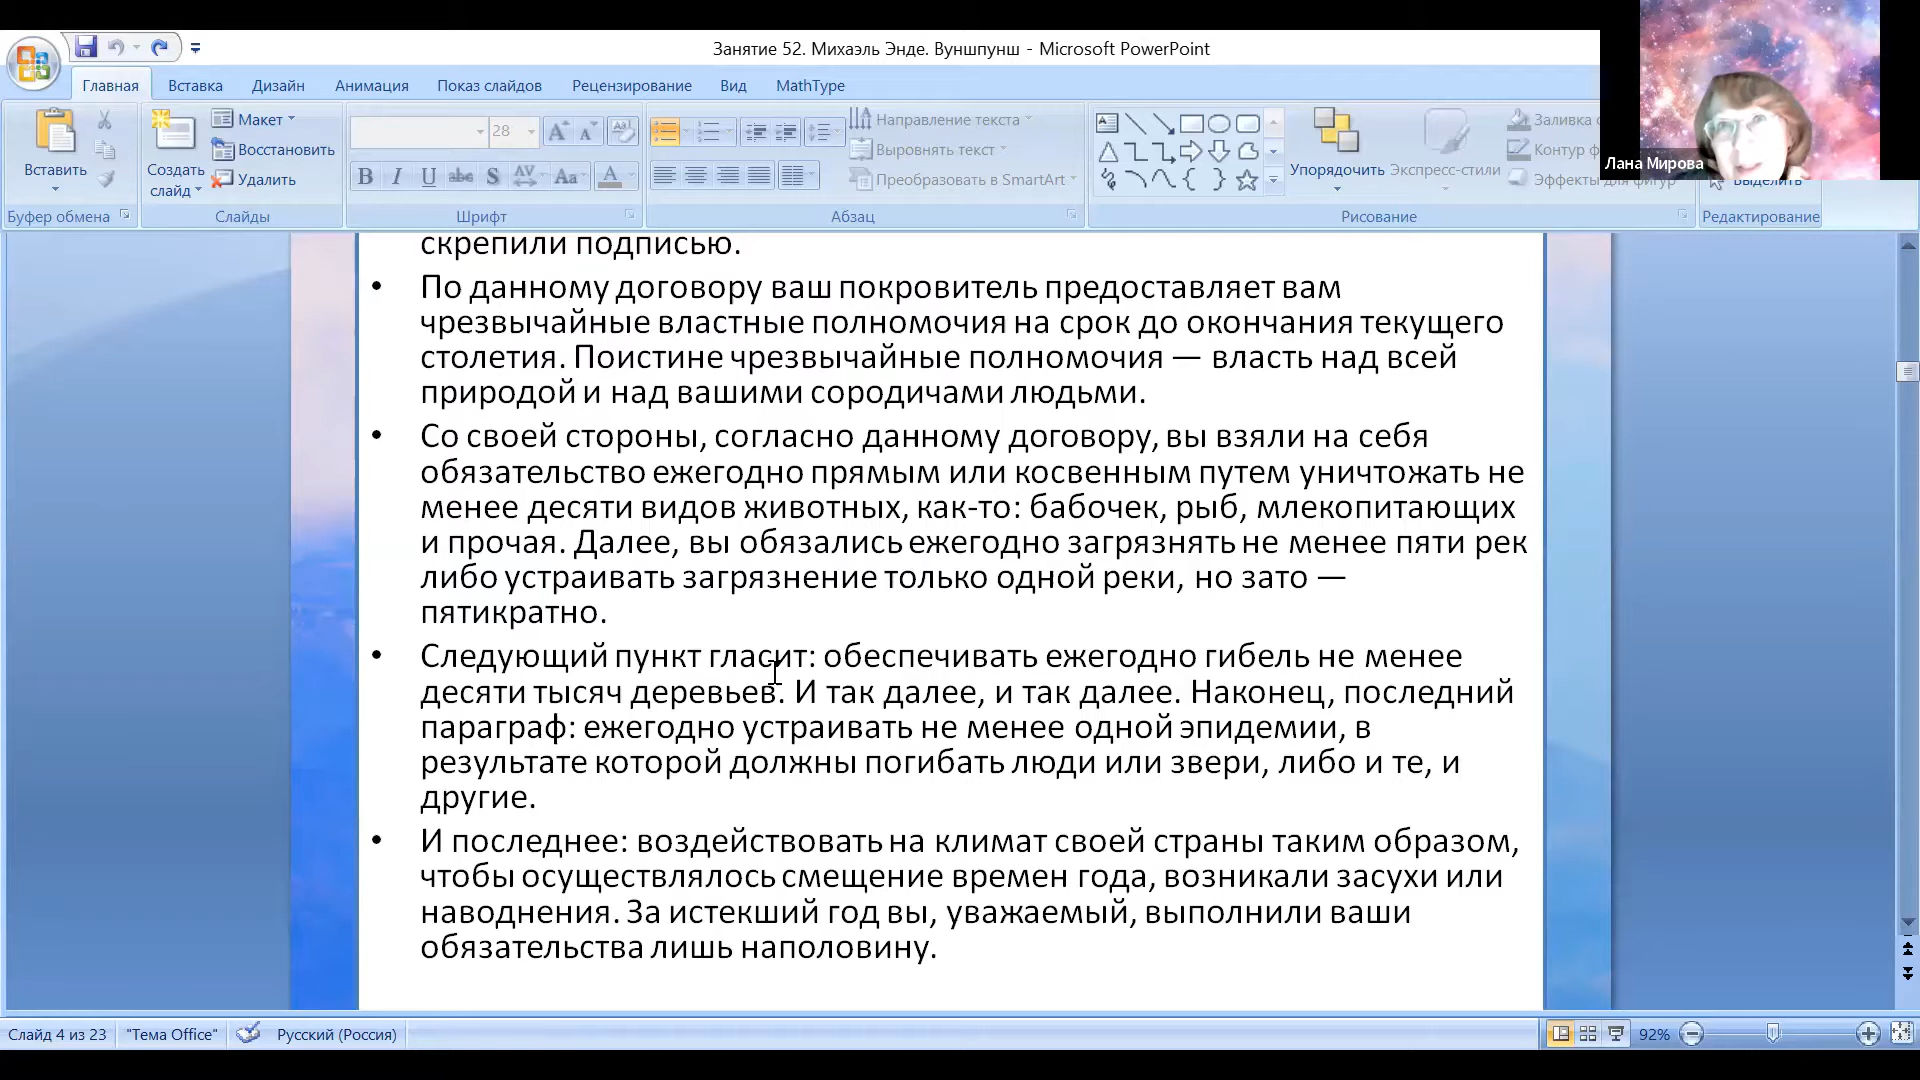 Занятие 52. Михаэль Энде. Вуншпунш - Microsoft PowerPoint
Главная Вставка Дизайн Анимация Показ слайдов Рецензирование Вид MathType
Вставить
Буфер обмена
Создать слайд
Макет
Восстановить
Удалить
Слайды
28
Шрифт
Направление текста
Выровнять текст
Преобразовать в SmartArt
Абзац
Упорядочить
Экспресс-стили
Заливка
Контур
Эффекты для фигур
Рисование
Выделить
Редактирование
Лана Мирова
скрепили подписью.
• По данному договору ваш покровитель предоставляет вам
чрезвычайные властные полномочия на срок до окончания текущего
столетия. Поистине чрезвычайные полномочия — власть над всей
природой и над вашими сородичами людьми.
• Со своей стороны, согласно данному договору, вы взяли на себя
обязательство ежегодно прямым или косвенным путем уничтожать не
менее десяти видов животных, как-то: бабочек, рыб, млекопитающих
и прочая. Далее, вы обязались ежегодно загрязнять не менее пяти рек
либо устраивать загрязнение только одной реки, но зато —
пятикратно.
• Следующий пункт гласит: обеспечивать ежегодно гибель не менее
десяти тысяч деревьев. И так далее, и так далее. Наконец, последний
параграф: ежегодно устраивать не менее одной эпидемии, в
результате которой должны погибать люди или звери, либо и те, и
другие.
• И последнее: воздействовать на климат своей страны таким образом,
чтобы осуществлялось смещение времен года, возникали засухи или
наводнения. За истекший год вы, уважаемый, выполнили ваши
обязательства лишь наполовину.
Слайд 4 из 23 "Тема Office" Русский (Россия) 92%